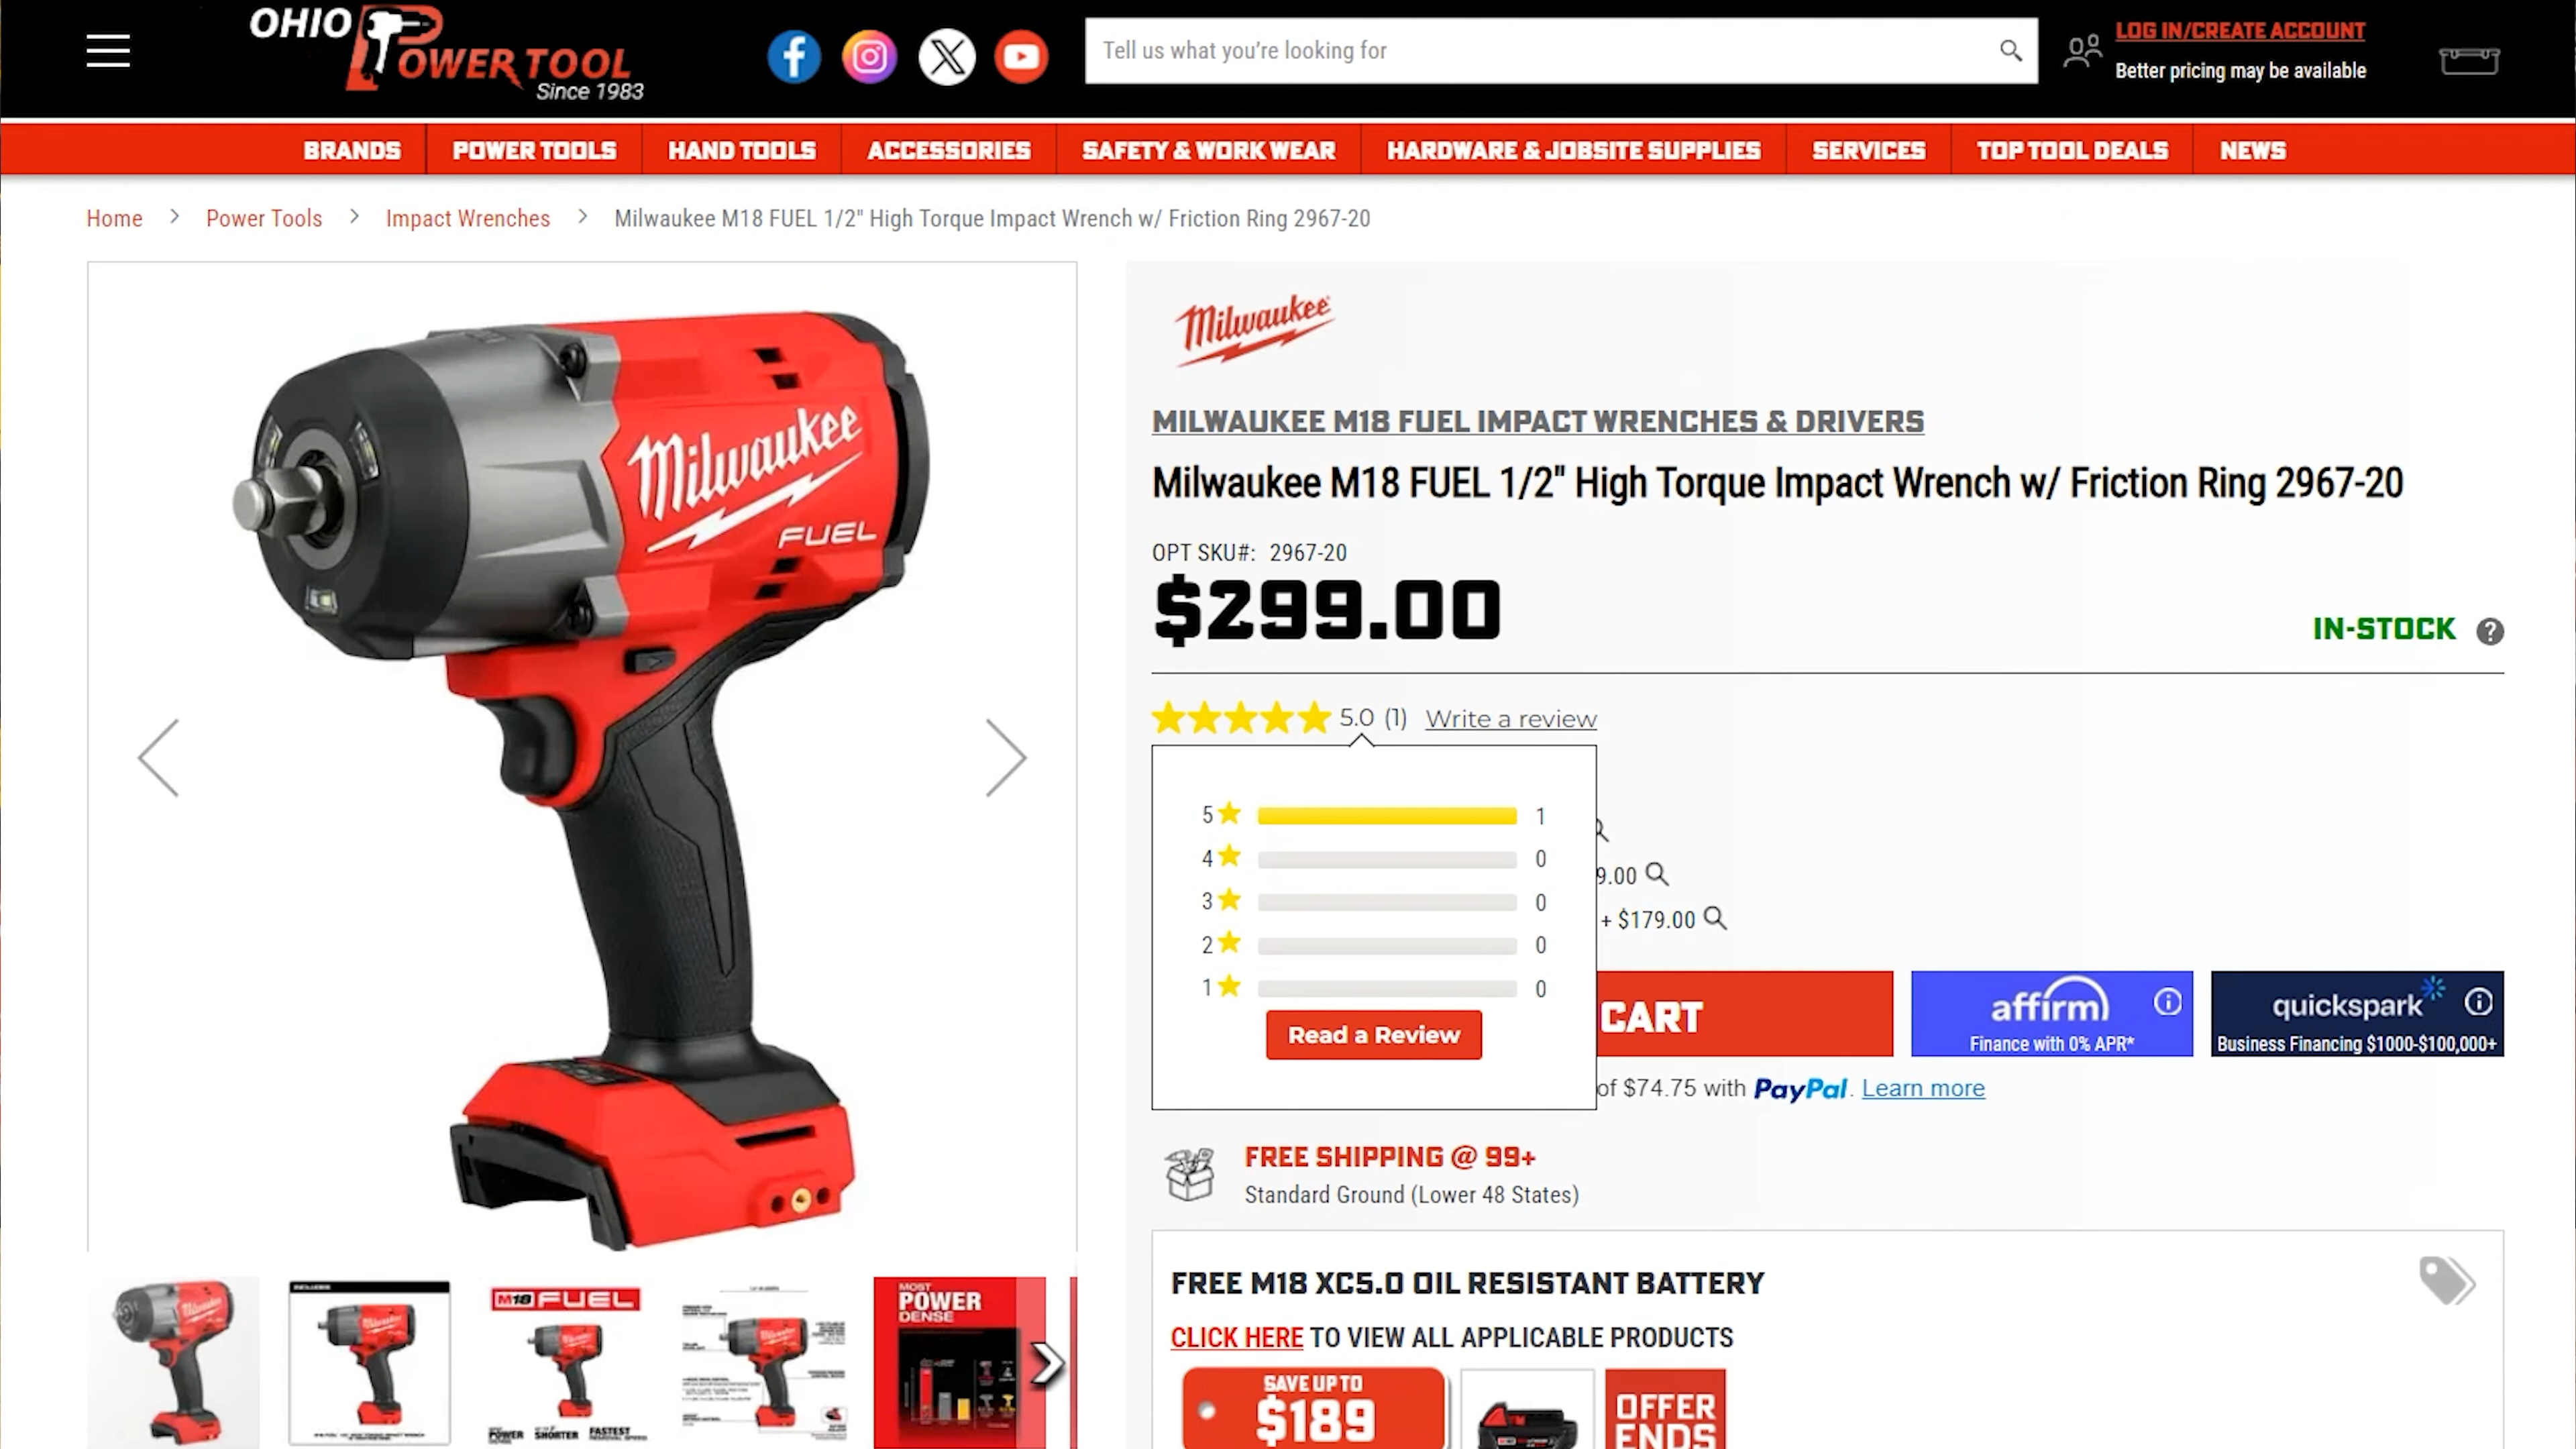 OHIO POWER TOOL
Since 1983
Tell us what you're looking for
LOG IN/CREATE ACCOUNT
Better pricing may be available
BRANDS
POWER TOOLS
HAND TOOLS
ACCESSORIES
SAFETY & WORK WEAR
HARDWARE & JOBSITE SUPPLIES
SERVICES
TOP TOOL DEALS
NEWS
Home > Power Tools > Impact Wrenches > Milwaukee M18 FUEL 1/2" High Torque Impact Wrench w/ Friction Ring 2967-20
Milwaukee
FUEL
Milwaukee
MILWAUKEE M18 FUEL IMPACT WRENCHES & DRIVERS
Milwaukee M18 FUEL 1/2" High Torque Impact Wrench w/ Friction Ring 2967-20
OPT SKU#: 2967-20
$299.00
IN-STOCK ?
5.0 (1) Write a review
5 1
4 0
3 0
2 0
1 0
Read a Review
9.00
+ $179.00
CART
affirm
Finance with 0% APR*
quickspark
Business Financing $1000-$100,000+
of $74.75 with PayPal. Learn more
FREE SHIPPING @ 99+
Standard Ground (Lower 48 States)
FREE M18 XC5.0 OIL RESISTANT BATTERY
CLICK HERE TO VIEW ALL APPLICABLE PRODUCTS
SAVE UP TO
$189
OFFER
ENDS
M18 FUEL
POWER
SHORTER
FASTEST
MOST
POWER
DENSE